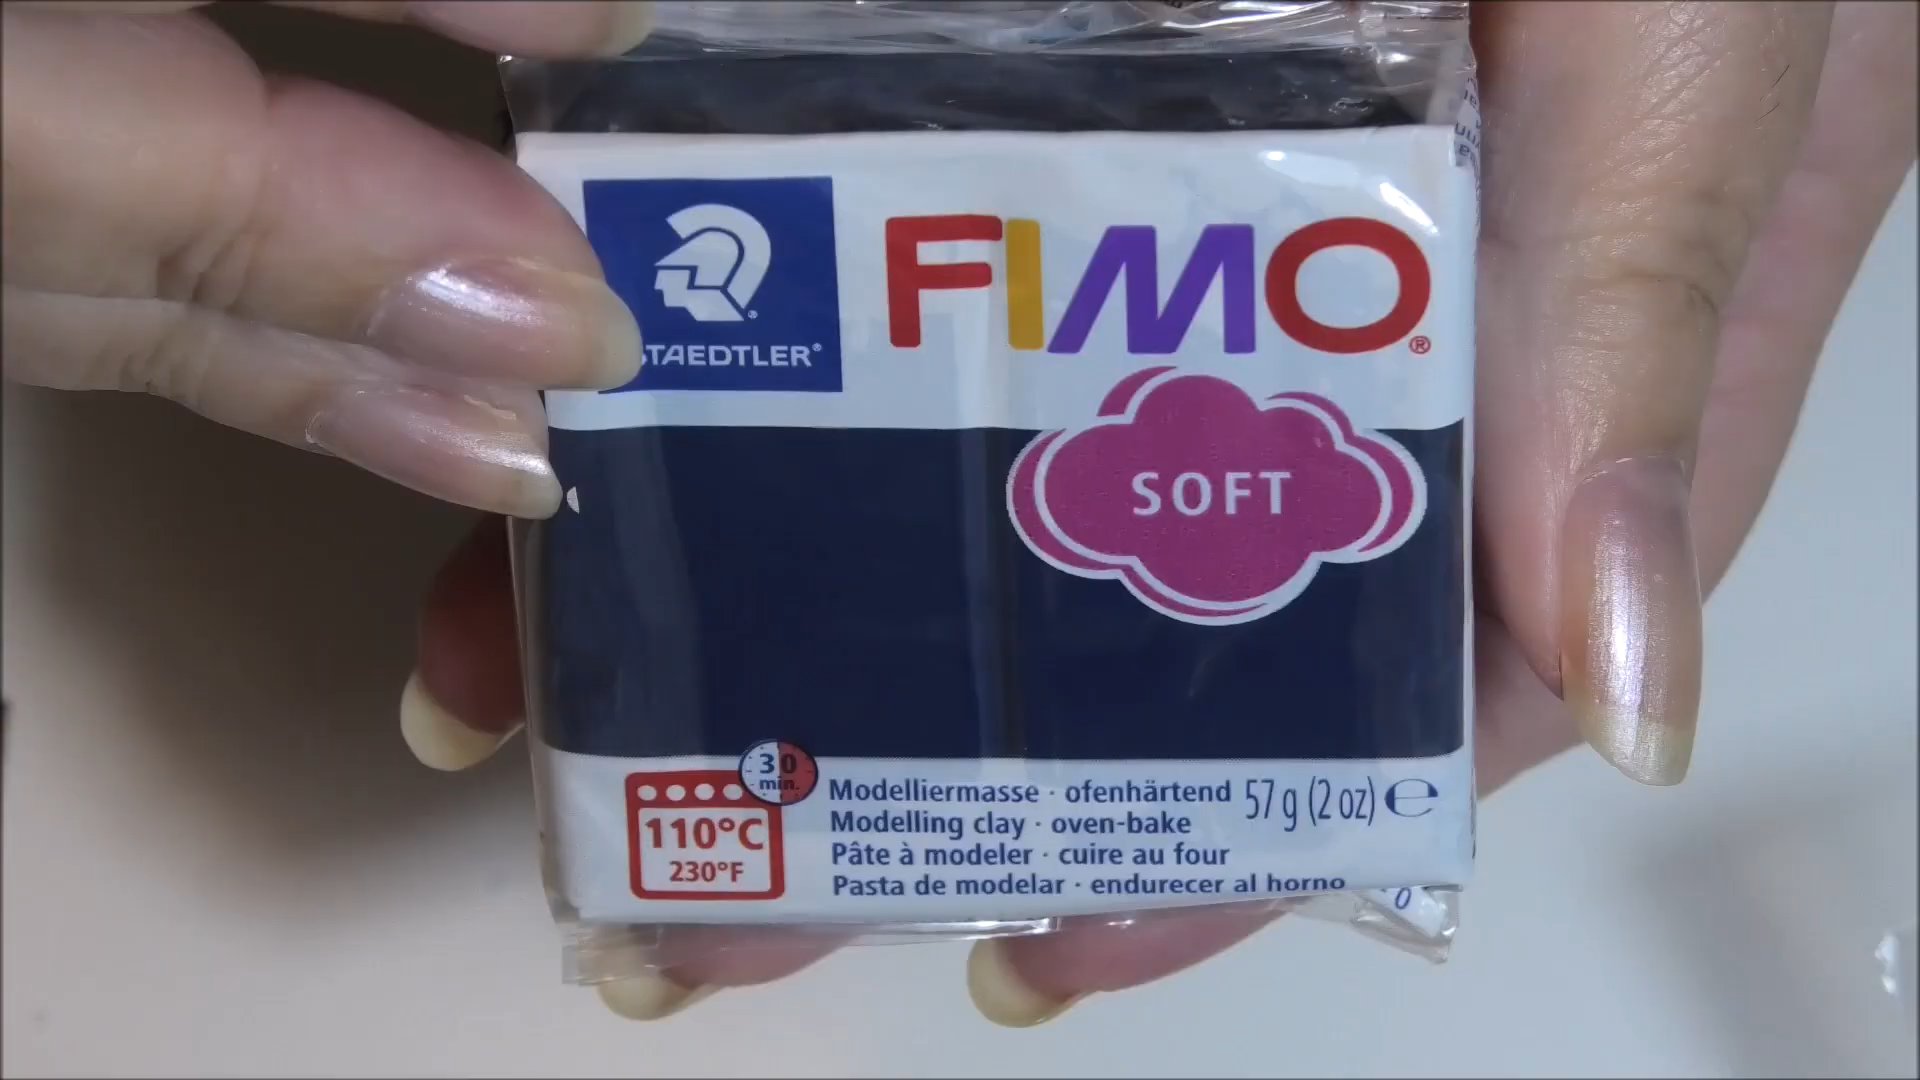 STAEDTLER®
FIMO®
SOFT
30
min.
110°C
230°F
Modelliermasse · ofenhärtend
Modelling clay · oven-bake
Pâte à modeler · cuire au four
Pasta de modelar · endurecer al horno
57 g (2 oz) ℮